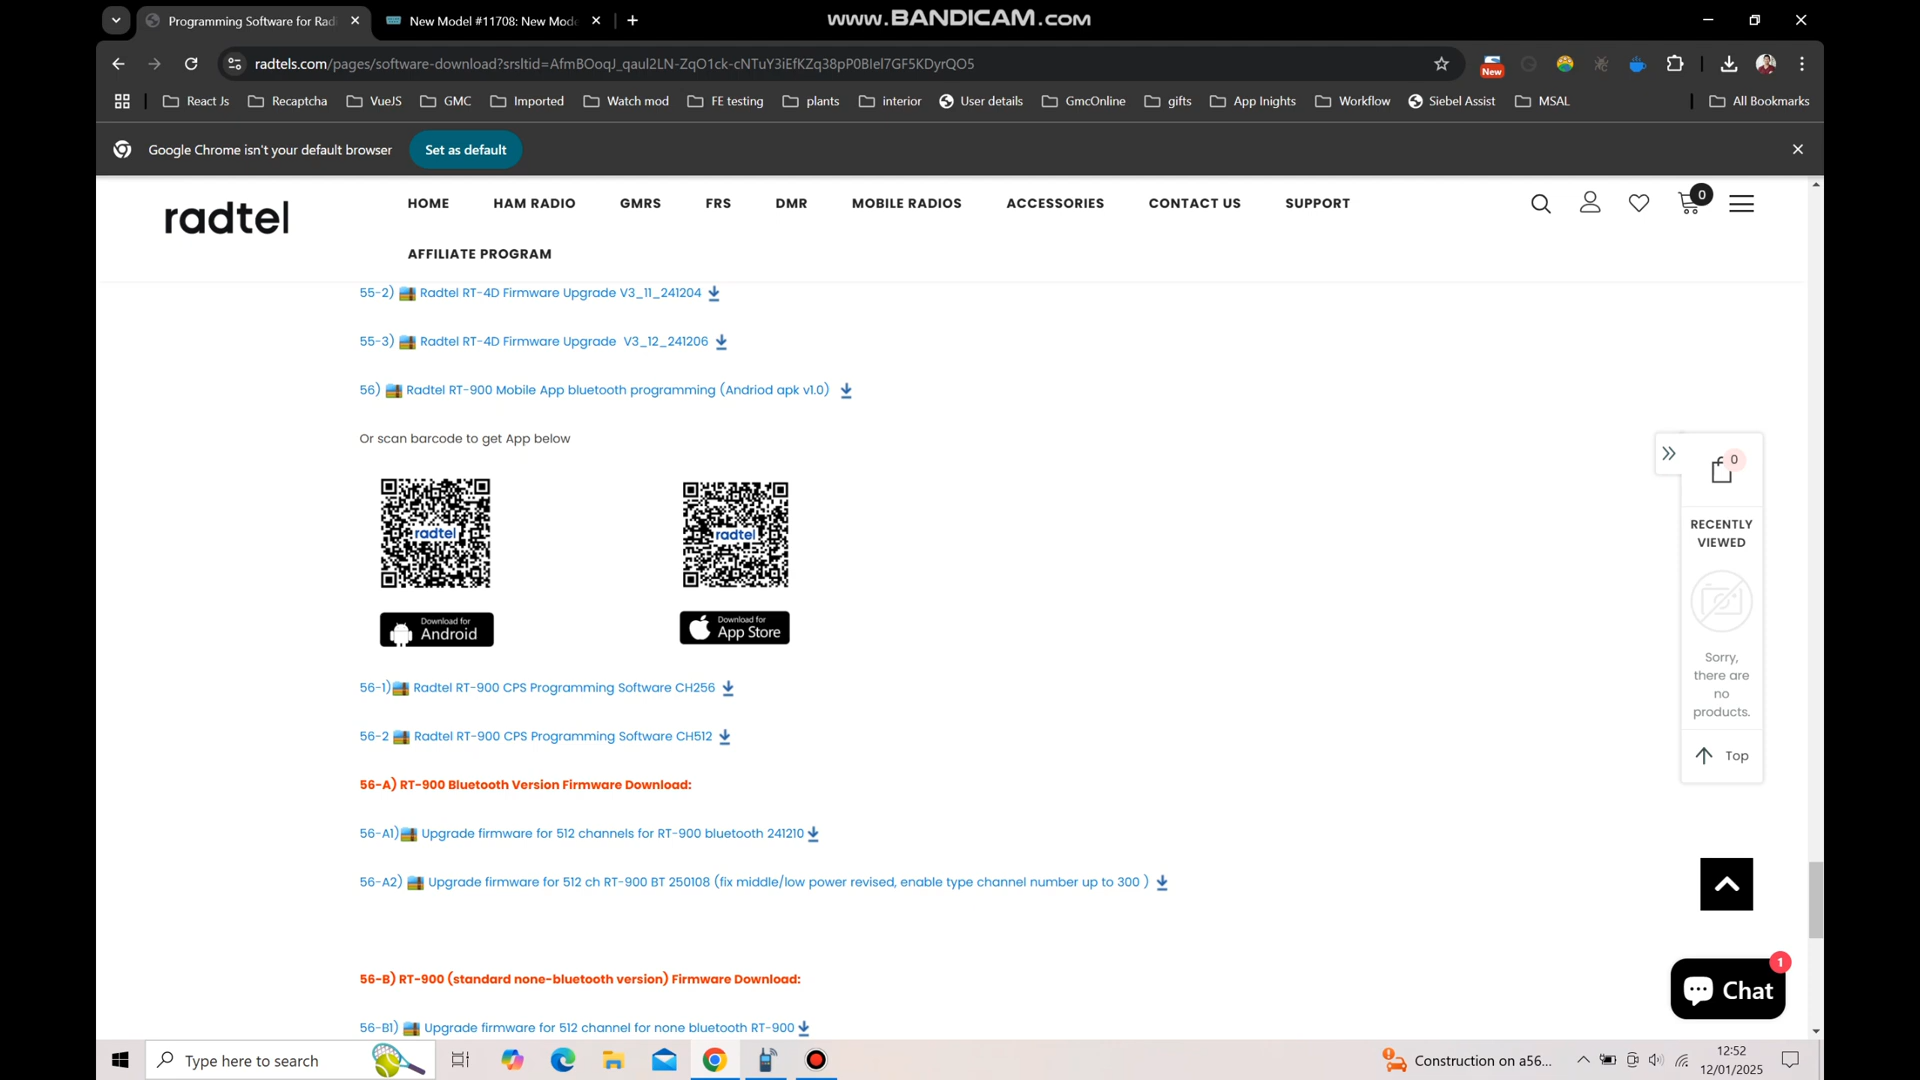 Programming Software for Radi
New Model #11708: New Mode
www.BANDICAM.com
radtels.com/pages/software-download?srsltid=AfmBOoqJ_qaul2LN-ZqO1ck-cNTuY3iEfKZq38pP0BIel7GF5KDyrQO5
New
React Js
Recaptcha
VueJS
GMC
Imported
Watch mod
FE testing
plants
interior
User details
GmcOnline
gifts
App Inights
Workflow
Siebel Assist
MSAL
All Bookmarks
Google Chrome isn't your default browser
Set as default
radtel
HOME
HAM RADIO
GMRS
FRS
DMR
MOBILE RADIOS
ACCESSORIES
CONTACT US
SUPPORT
0
AFFILIATE PROGRAM
55-2) Radtel RT-4D Firmware Upgrade V3_11_241204
55-3) Radtel RT-4D Firmware Upgrade V3_12_241206
56) Radtel RT-900 Mobile App bluetooth programming (Andriod apk v1.0)
Or scan barcode to get App below
radtel
radtel
Download for
Android
Download for
App Store
0
RECENTLY
VIEWED
Sorry,
there are
no
products.
Top
56-1) Radtel RT-900 CPS Programming Software CH256
56-2 Radtel RT-900 CPS Programming Software CH512
56-A) RT-900 Bluetooth Version Firmware Download:
56-A1) Upgrade firmware for 512 channels for RT-900 bluetooth 241210
56-A2) Upgrade firmware for 512 ch RT-900 BT 250108 (fix middle/low power revised, enable type channel number up to 300 )
56-B) RT-900 (standard none-bluetooth version) Firmware Download:
56-B1) Upgrade firmware for 512 channel for none bluetooth RT-900
1
Chat
Type here to search
Construction on a56...
12:52
12/01/2025